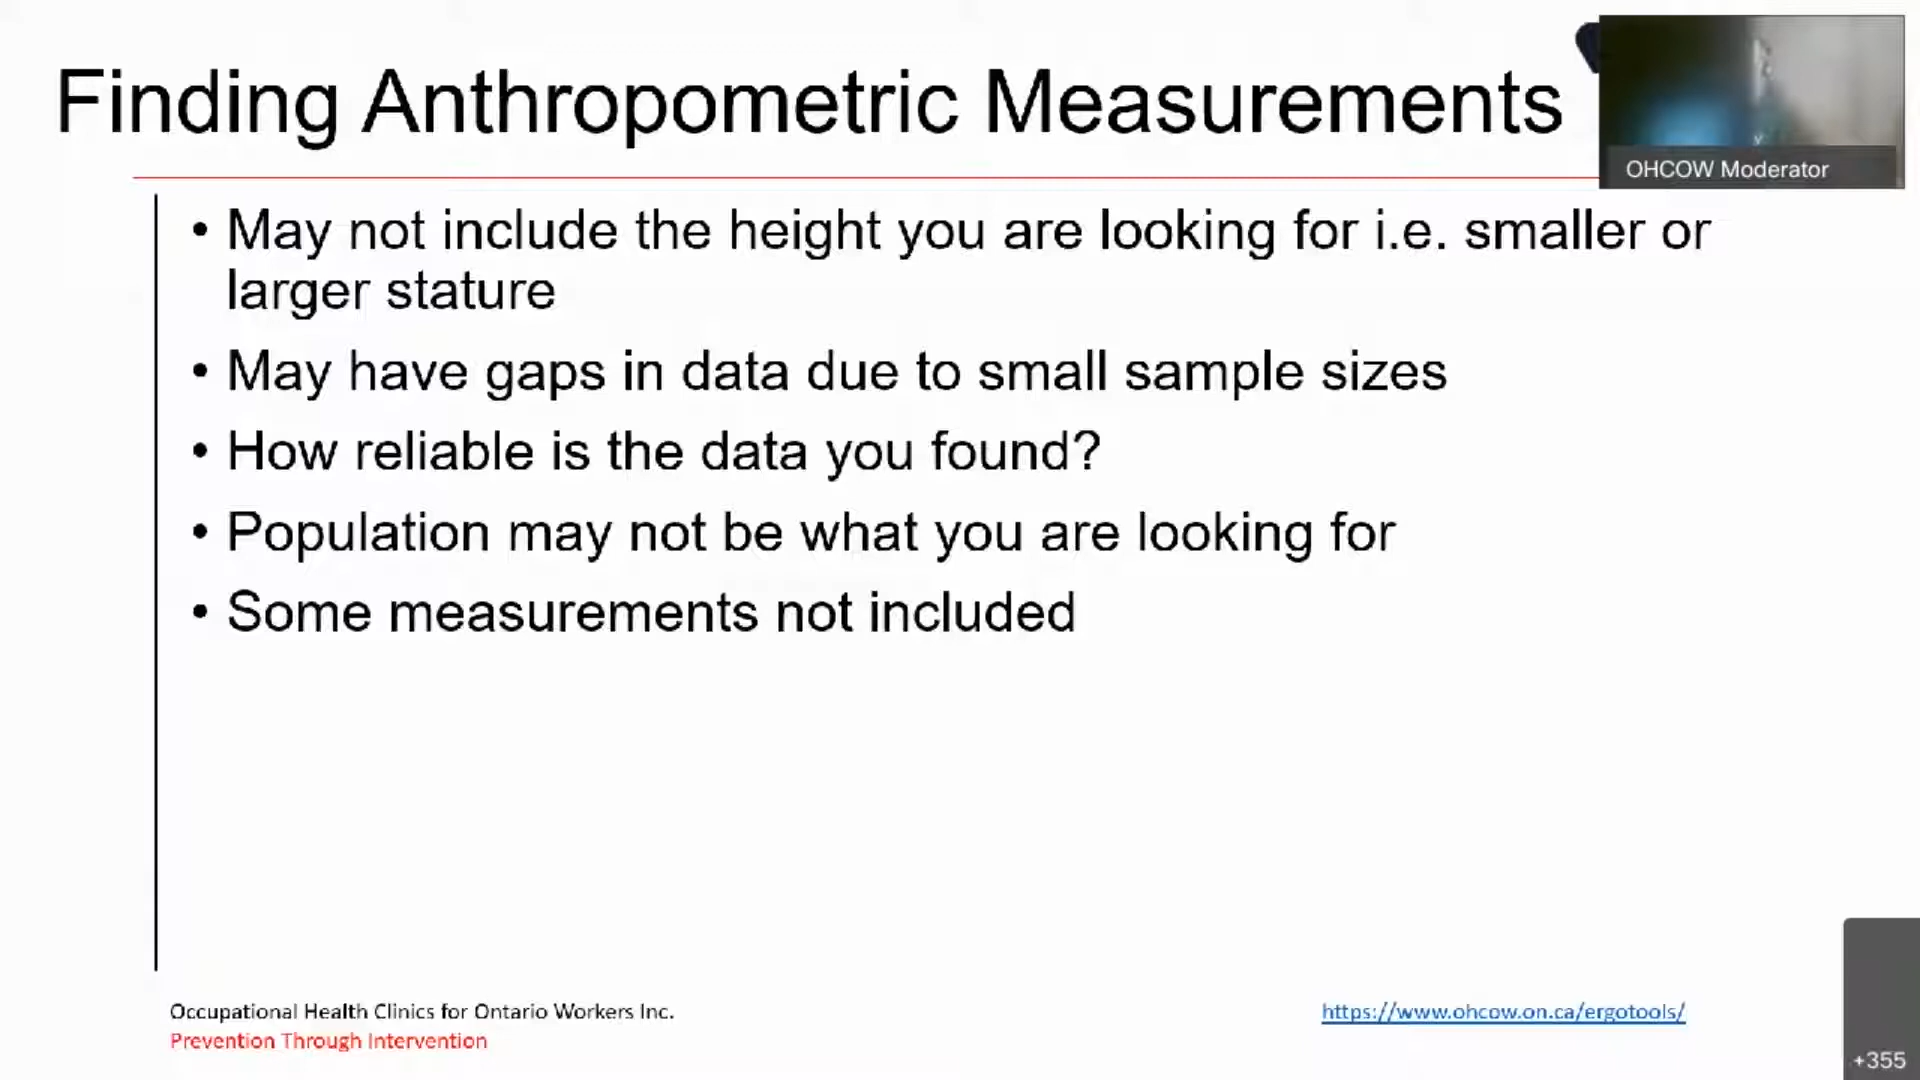 Finding Anthropometric Measurements
OHCOW Moderator
• May not include the height you are looking for i.e. smaller or
larger stature
• May have gaps in data due to small sample sizes
• How reliable is the data you found?
• Population may not be what you are looking for
• Some measurements not included
Occupational Health Clinics for Ontario Workers Inc.
Prevention Through Intervention
https://www.ohcow.on.ca/ergotools/
+355